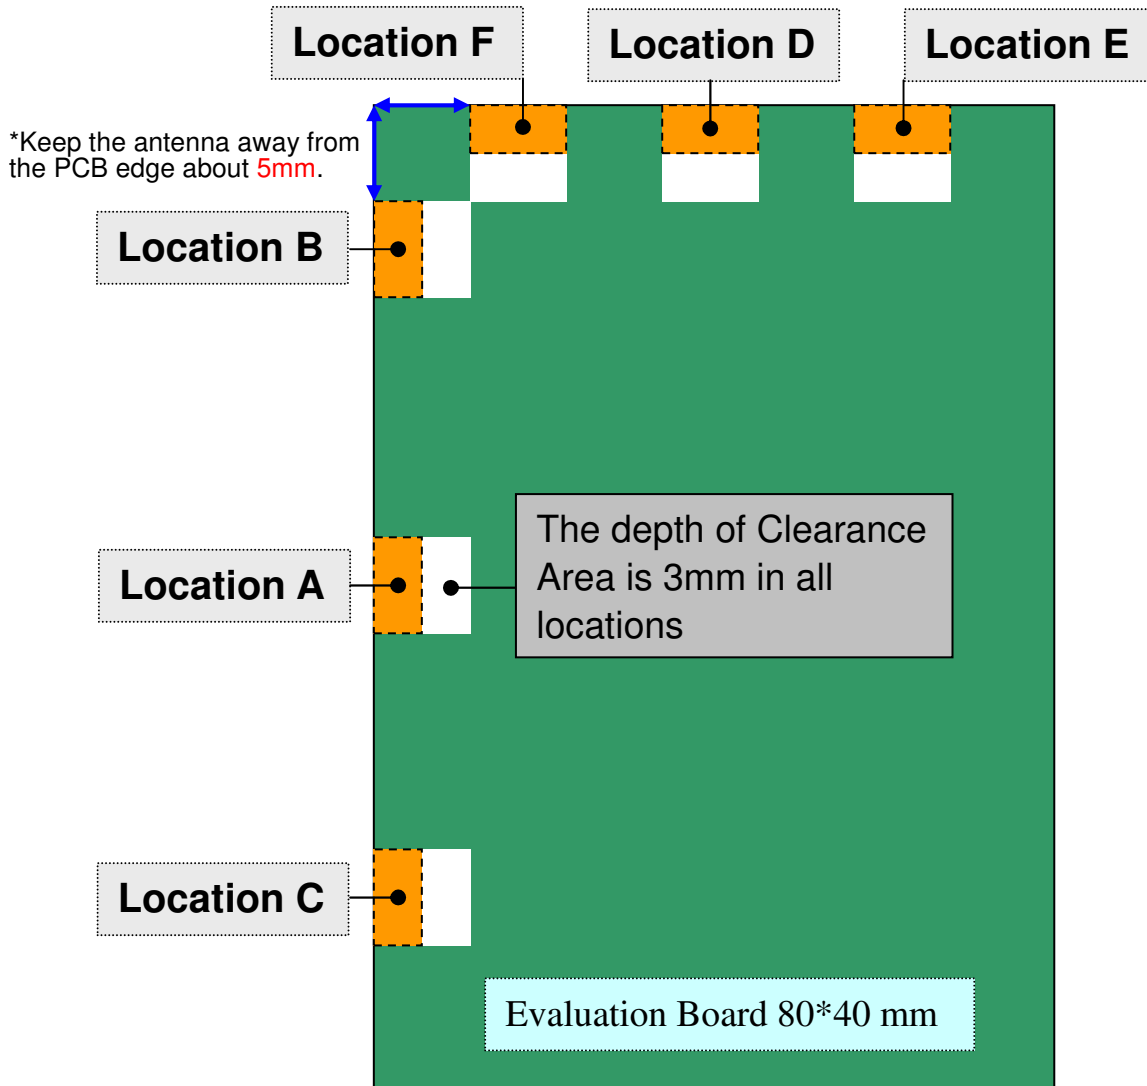 Location F
Location D
Location E
*Keep the antenna away from
the PCB edge about 5mm.
Location B
The depth of Clearance
Area is 3mm in all
locations
Location A
Location C
Evaluation Board 80*40 mm